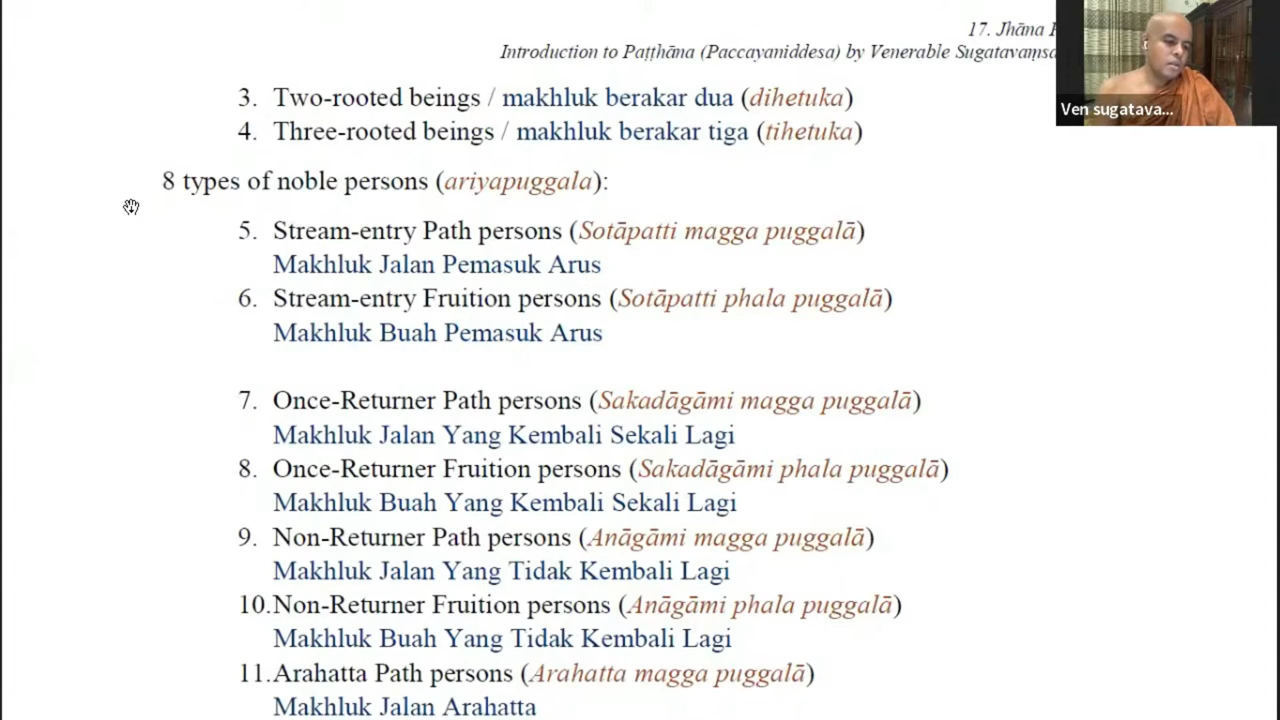 17. Jhāna
Introduction to Paṭṭhāna (Paccayaniddesa) by Venerable Sugatavaṃsa
Ven sugatava...
3. Two-rooted beings / makhluk berakar dua (dihetuka)
4. Three-rooted beings / makhluk berakar tiga (tihetuka)
8 types of noble persons (ariyapuggala):
5. Stream-entry Path persons (Sotāpatti magga puggalā)
Makhluk Jalan Pemasuk Arus
6. Stream-entry Fruition persons (Sotāpatti phala puggalā)
Makhluk Buah Pemasuk Arus
7. Once-Returner Path persons (Sakadāgāmi magga puggalā)
Makhluk Jalan Yang Kembali Sekali Lagi
8. Once-Returner Fruition persons (Sakadāgāmi phala puggalā)
Makhluk Buah Yang Kembali Sekali Lagi
9. Non-Returner Path persons (Anāgāmi magga puggalā)
Makhluk Jalan Yang Tidak Kembali Lagi
10. Non-Returner Fruition persons (Anāgāmi phala puggalā)
Makhluk Buah Yang Tidak Kembali Lagi
11. Arahatta Path persons (Arahatta magga puggalā)
Makhluk Jalan Arahatta